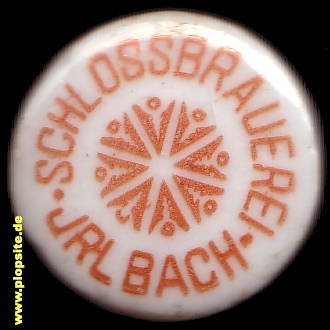 SCHLOSSBRAUEREI
· JRLBACH ·
www.plopsite.de